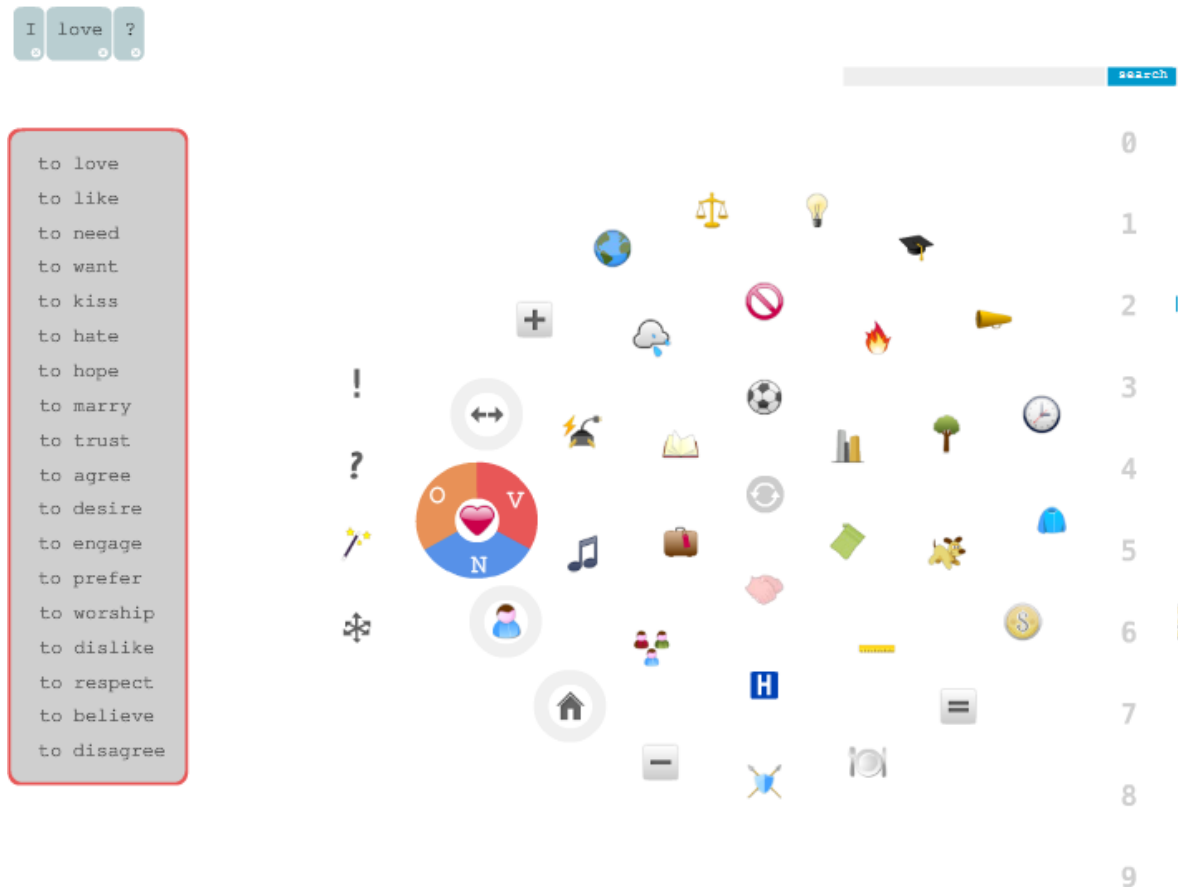 I love ?
search
to love
to like
to need
to want
to kiss
to hate
to hope
to marry
to trust
to agree
to desire
to engage
to prefer
to worship
to dislike
to respect
to believe
to disagree
!
?
O V
N
S
H
0
1
2
3
4
5
6
7
8
9